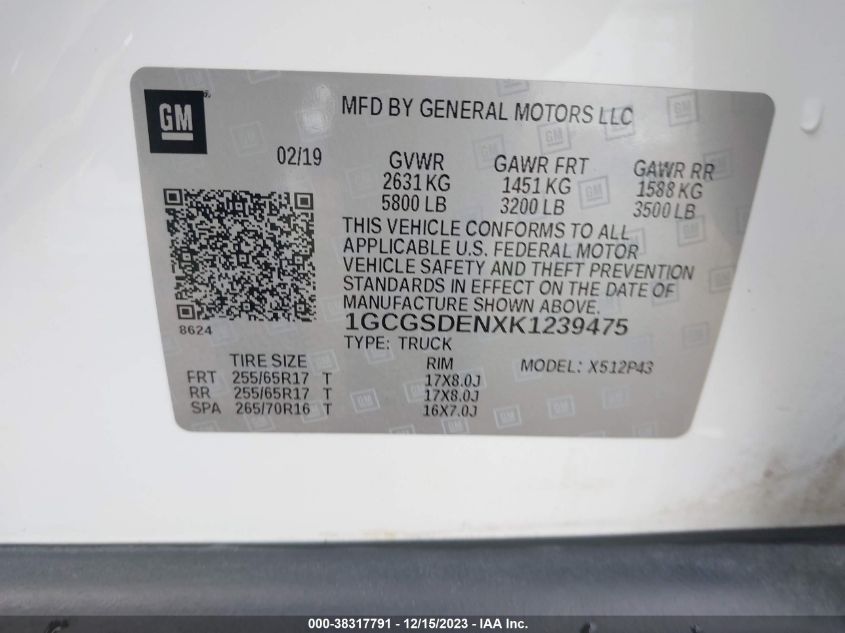 GM
MFD BY GENERAL MOTORS LLC
02/19
GVWR
2631 KG
5800 LB
GAWR FRT
1451 KG
3200 LB
GAWR RR
1588 KG
3500 LB
THIS VEHICLE CONFORMS TO ALL
APPLICABLE U.S. FEDERAL MOTOR
VEHICLE SAFETY AND THEFT PREVENTION
STANDARDS IN EFFECT ON THE DATE OF
MANUFACTURE SHOWN ABOVE.
8624
1GCGSDENXK1239475
TYPE: TRUCK
TIRE SIZE RIM MODEL: X512P43
FRT 255/65R17 T 17X8.0J
RR 255/65R17 T 17X8.0J
SPA 265/70R16 T 16X7.0J
000-38317791 - 12/15/2023 - IAA Inc.